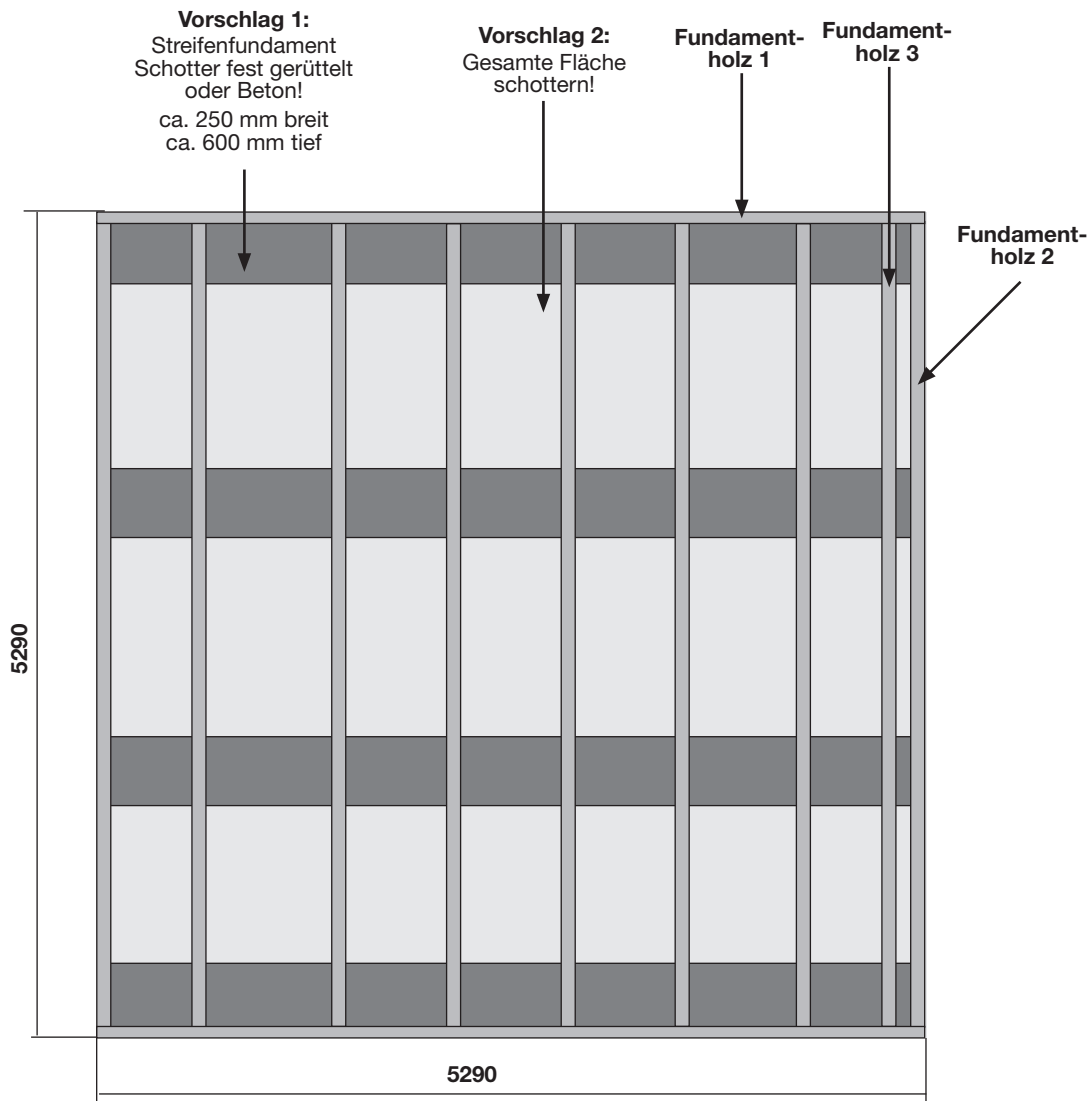 Vorschlag 1:
Streifenfundament
Schotter fest gerüttelt
oder Beton!
ca. 250 mm breit
ca. 600 mm tief
Vorschlag 2:
Gesamte Fläche
schottern!
Fundament-
holz 1
Fundament-
holz 3
Fundament-
holz 2
5290
5290